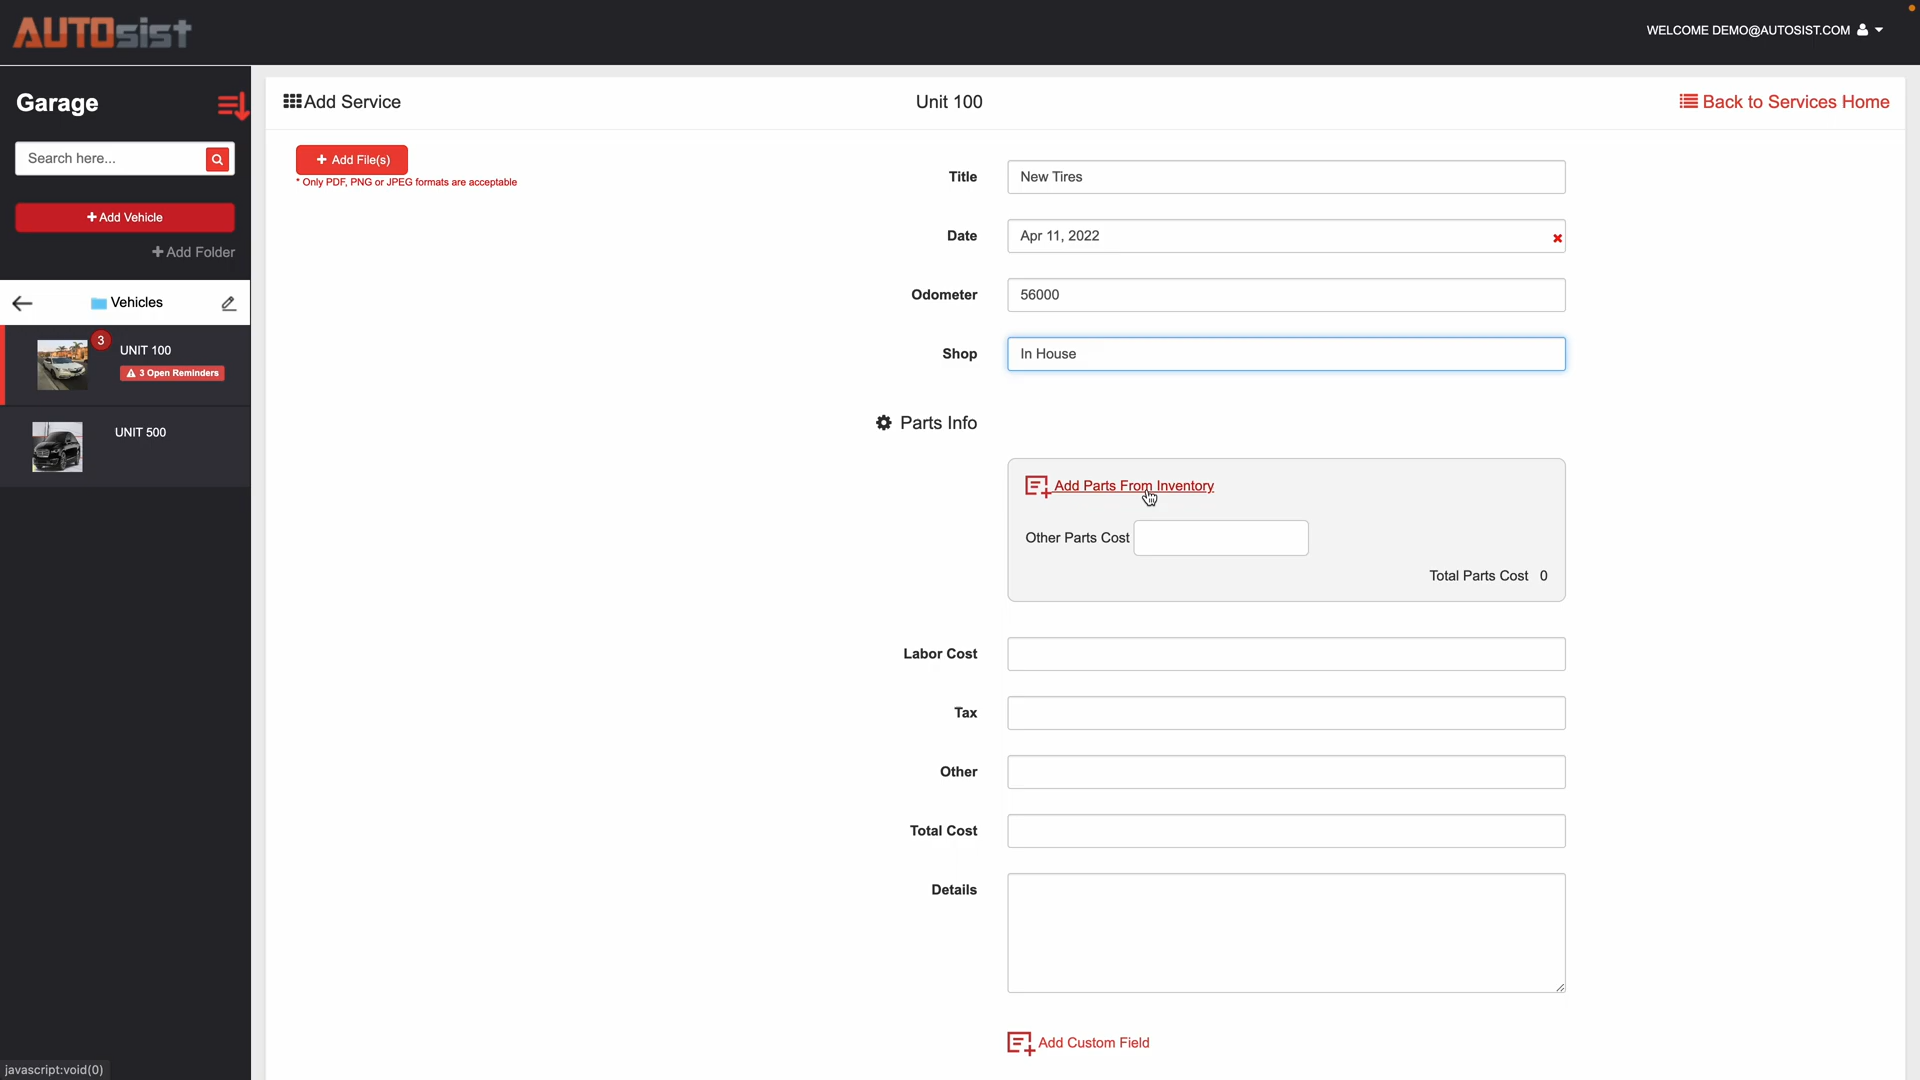 AUTOsist
WELCOME DEMO@AUTOSIST.COM
Garage
Search here...
+ Add Vehicle
+ Add Folder
Vehicles
3
UNIT 100
3 Open Reminders
UNIT 500
Add Service
Unit 100
Back to Services Home
+ Add File(s)
* Only PDF, PNG or JPEG formats are acceptable
Title
New Tires
Date
Apr 11, 2022
Odometer
56000
Shop
In House
Parts Info
Add Parts From Inventory
Other Parts Cost
Total Parts Cost 0
Labor Cost
Tax
Other
Total Cost
Details
Add Custom Field
javascript:void(0)